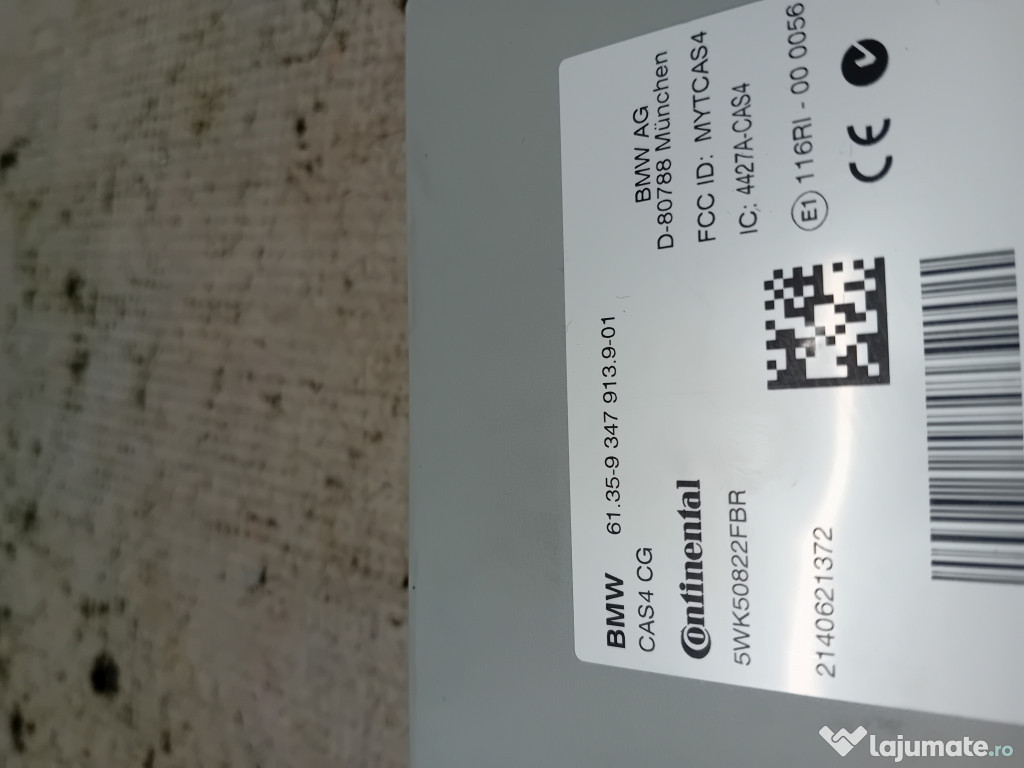 BMW 61.35-9 347 913.9-01
CAS4 CG
Continental
5WK50822FBR
2140621372
BMW AG
D-80788 München
FCC ID: MYTCAS4
IC: 4427A-CAS4
E1 116RI - 00 0056
CE
lajumate.ro